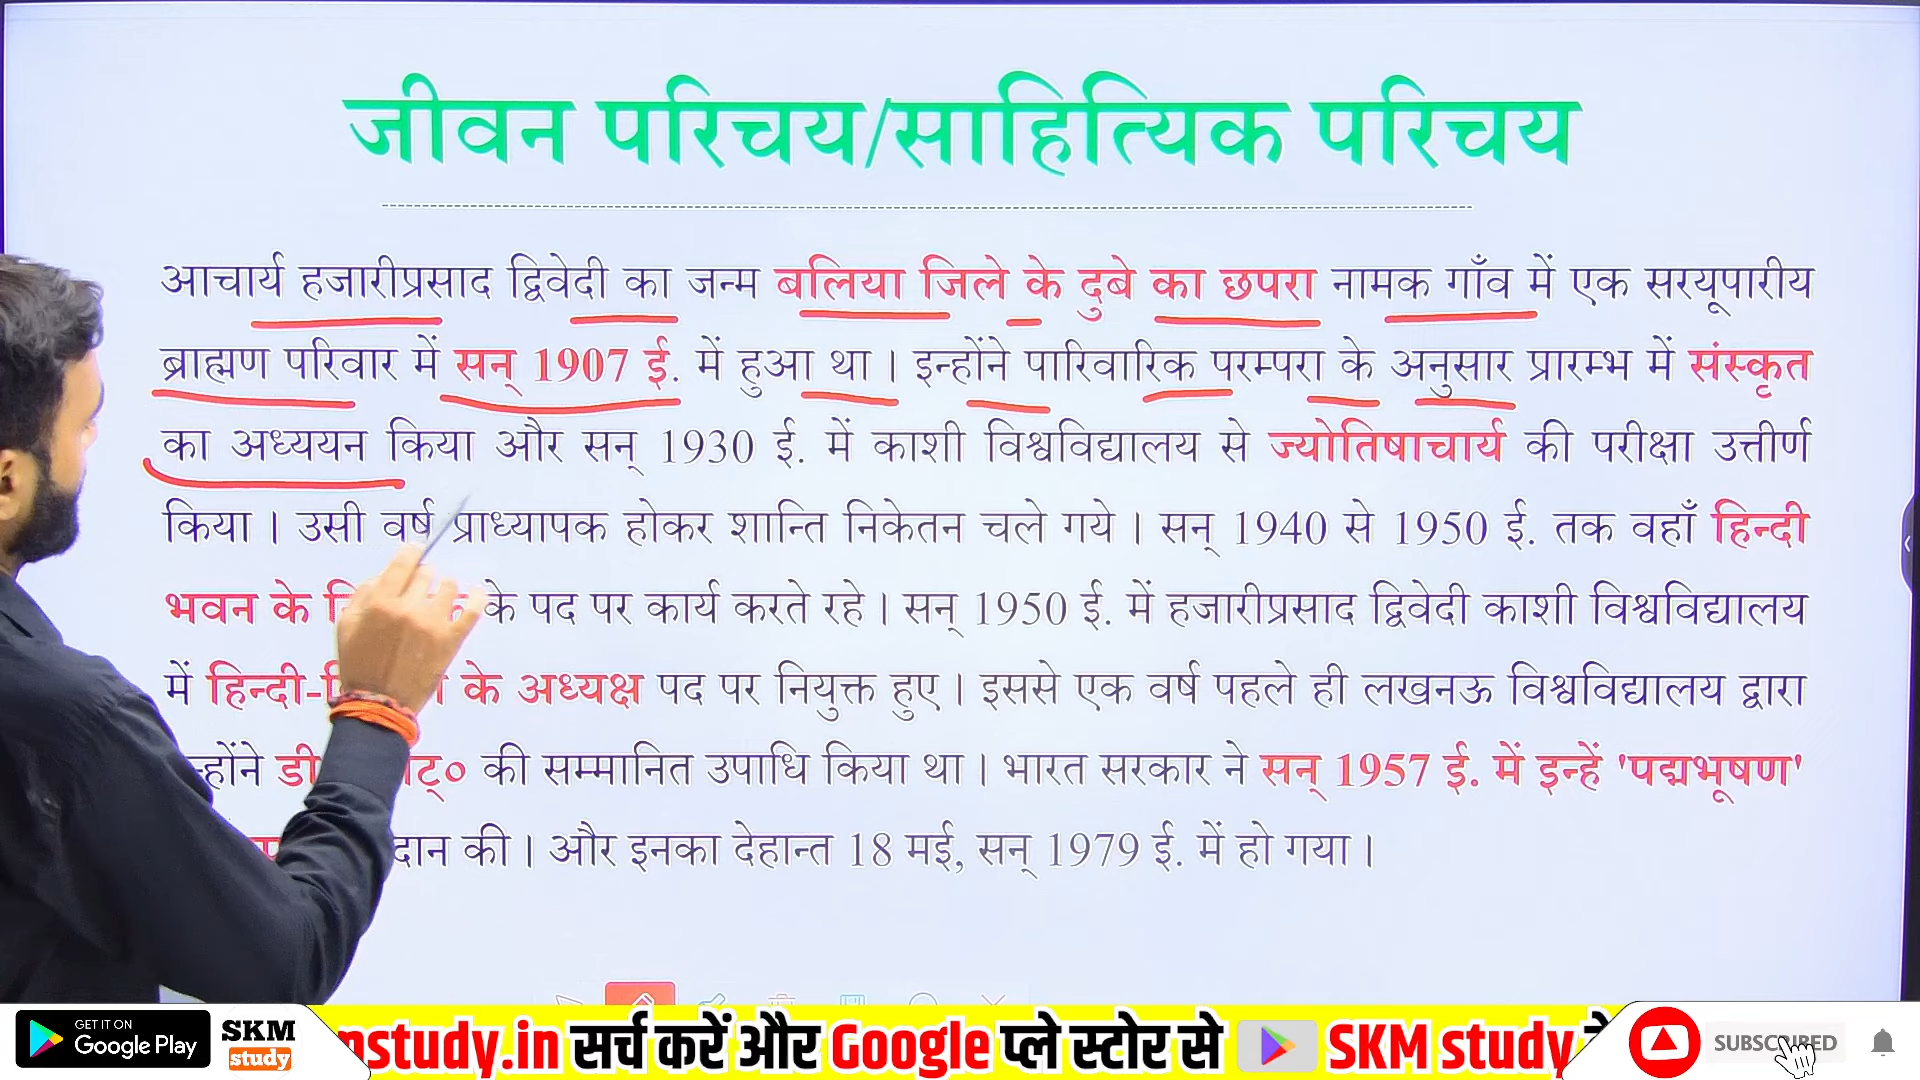 जीवन परिचय/साहित्यिक परिचय
आचार्य हजारीप्रसाद द्विवेदी का जन्म बलिया जिले के दुबे का छपरा नामक गाँव में एक सरयूपारीय
ब्राह्मण परिवार में सन् 1907 ई. में हुआ था। इन्होंने पारिवारिक परम्परा के अनुसार प्रारम्भ में संस्कृत
का अध्ययन किया और सन् 1930 ई. में काशी विश्वविद्यालय से ज्योतिषाचार्य की परीक्षा उत्तीर्ण
किया। उसी वर्ष प्राध्यापक होकर शान्ति निकेतन चले गये। सन् 1940 से 1950 ई. तक वहाँ हिन्दी
भवन के के पद पर कार्य करते रहे। सन् 1950 ई. में हजारीप्रसाद द्विवेदी काशी विश्वविद्यालय
में हिन्दी- के अध्यक्ष पद पर नियुक्त हुए। इससे एक वर्ष पहले ही लखनऊ विश्वविद्यालय द्वारा
की सम्मानित उपाधि किया था। भारत सरकार ने सन् 1957 ई. में इन्हें 'पद्मभूषण'
की। और इनका देहान्त 18 मई, सन् 1979 ई. में हो गया।
GET IT ON
Google Play
SKM
study
nstudy.in सर्च करें और Google प्ले स्टोर से SKM study
SUBSCRIBED